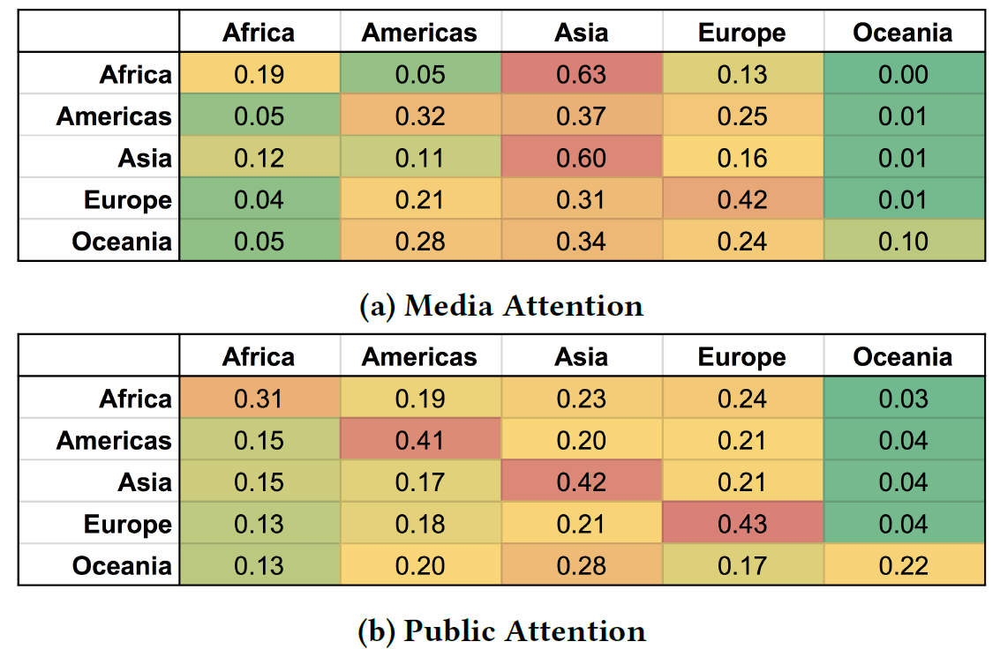 Africa Americas Asia Europe Oceania
Africa 0.19 0.05 0.63 0.13 0.00
Americas 0.05 0.32 0.37 0.25 0.01
Asia 0.12 0.11 0.60 0.16 0.01
Europe 0.04 0.21 0.31 0.42 0.01
Oceania 0.05 0.28 0.34 0.24 0.10
(a) Media Attention
Africa Americas Asia Europe Oceania
Africa 0.31 0.19 0.23 0.24 0.03
Americas 0.15 0.41 0.20 0.21 0.04
Asia 0.15 0.17 0.42 0.21 0.04
Europe 0.13 0.18 0.21 0.43 0.04
Oceania 0.13 0.20 0.28 0.17 0.22
(b) Public Attention